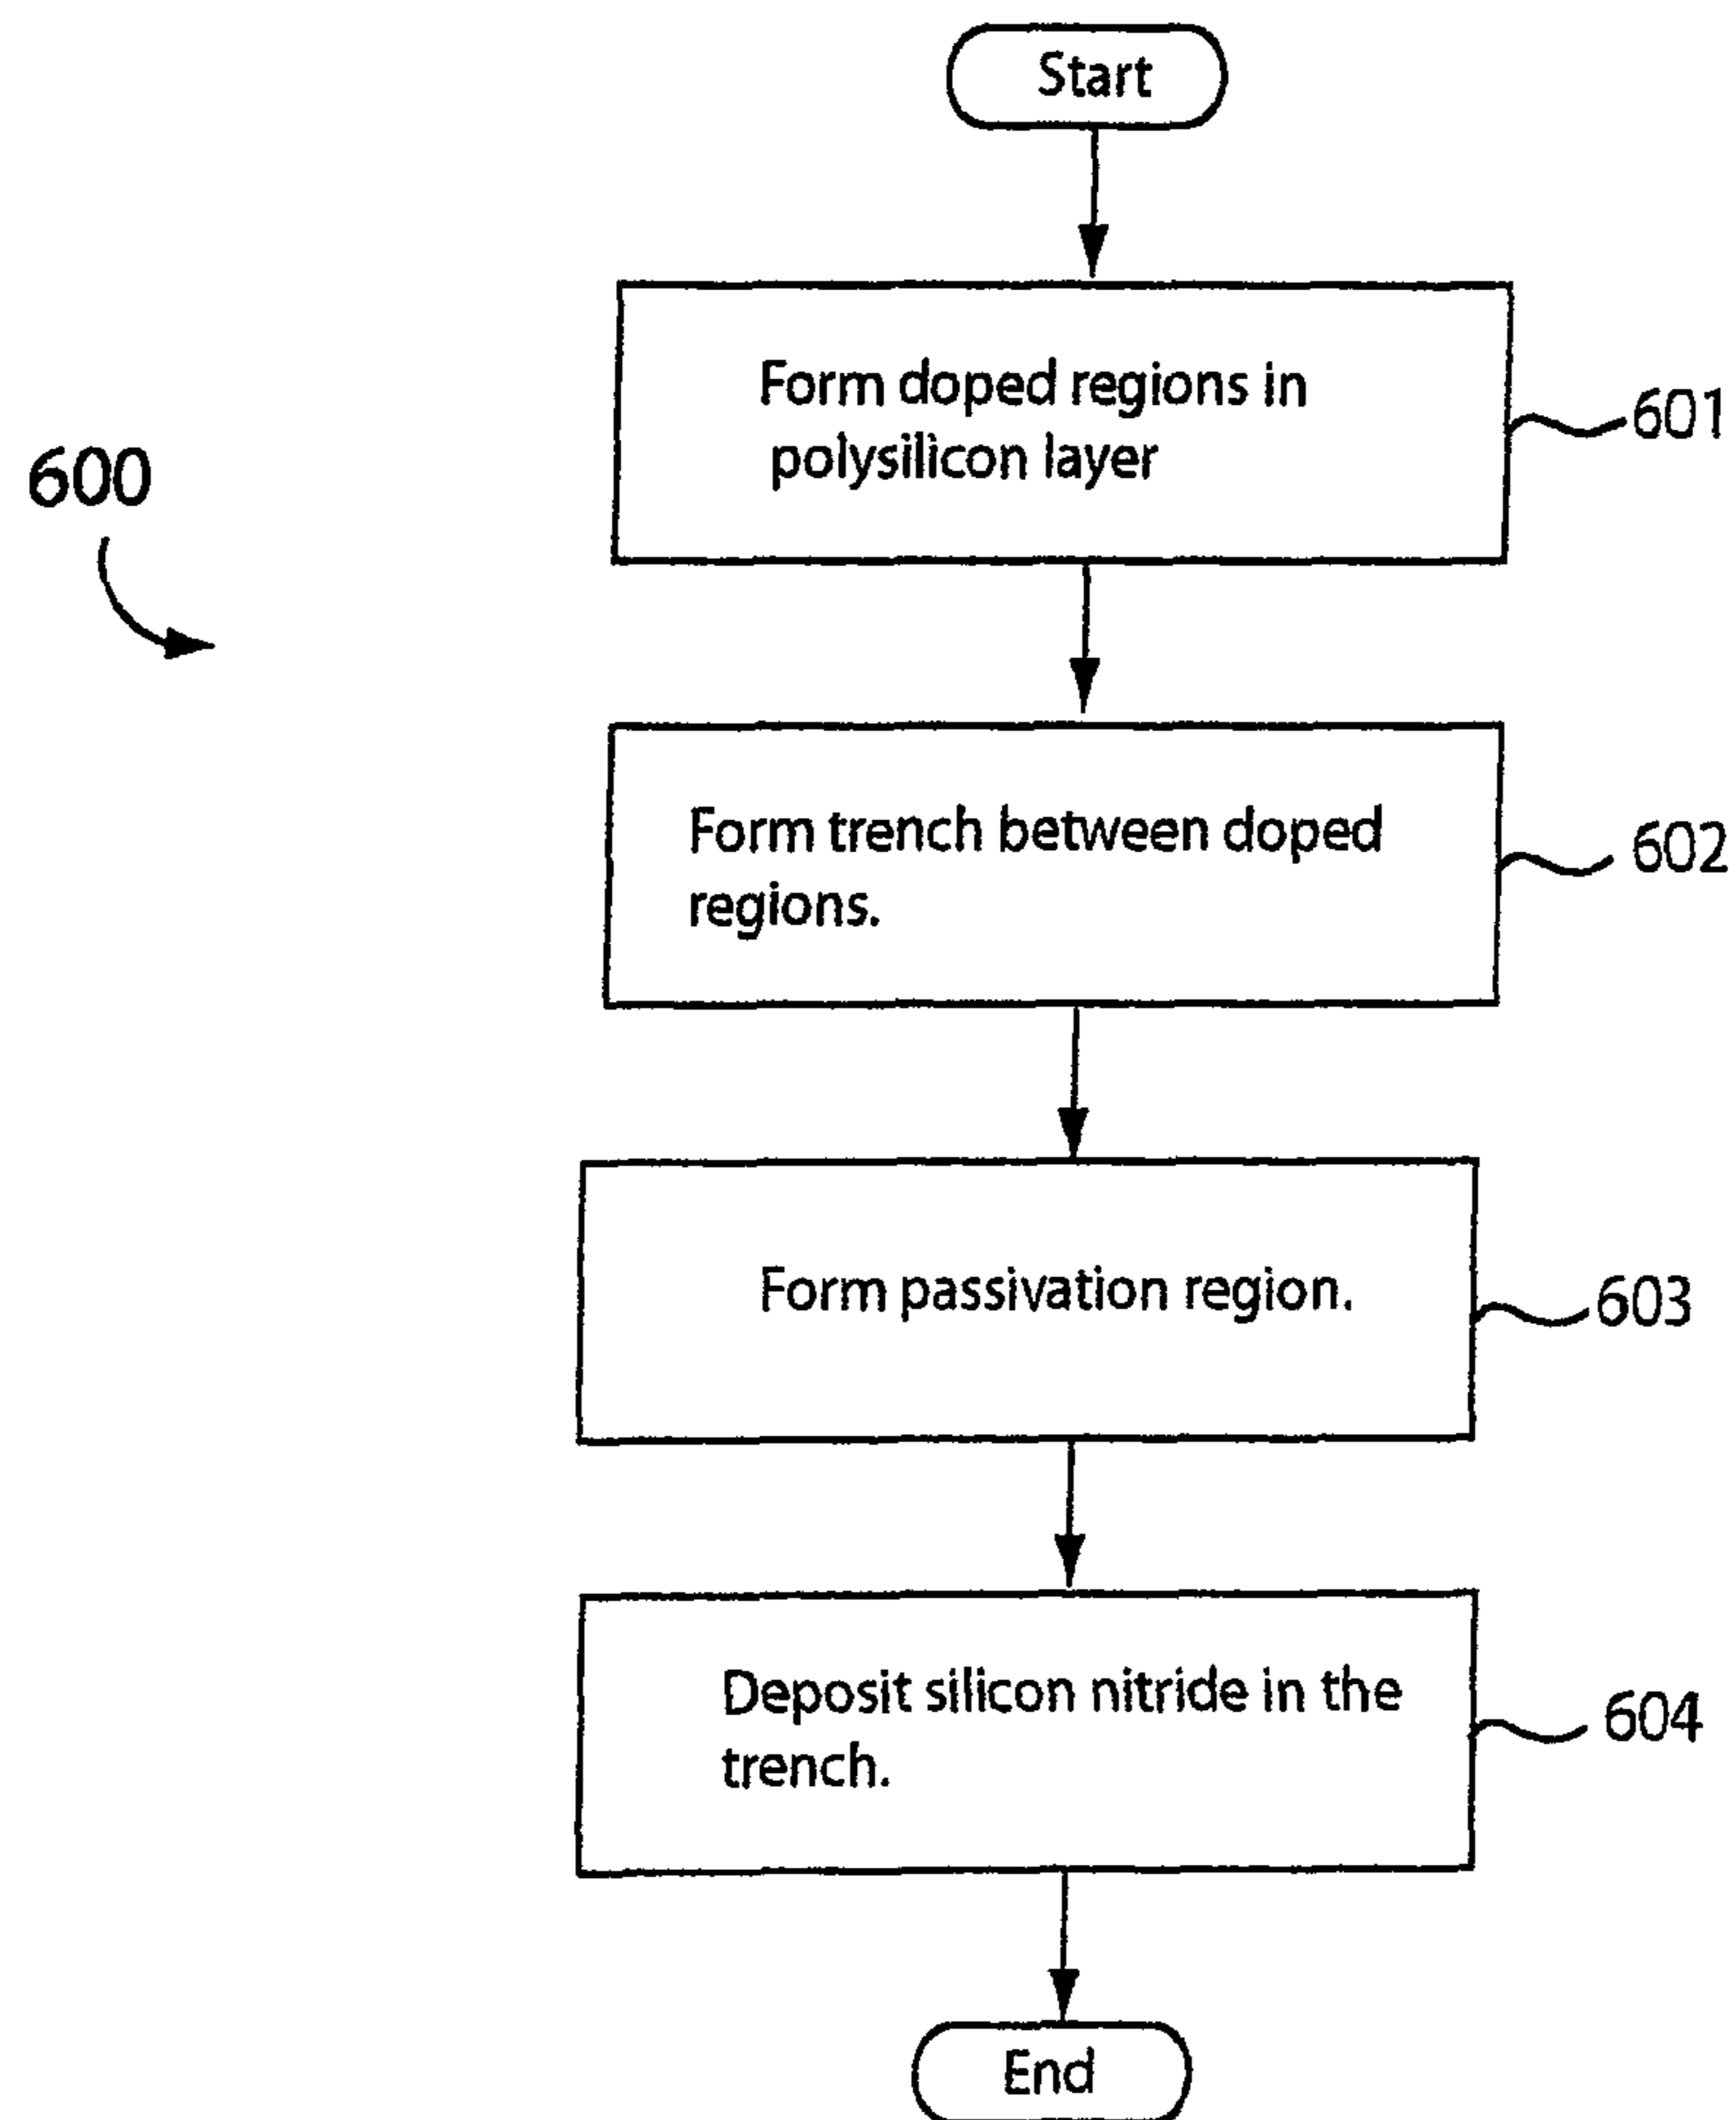 Start
Form doped regions in
polysilicon layer
601
600
Form trench between doped
regions.
602
Form passivation region.
603
Deposit silicon nitride in the
trench.
604
End